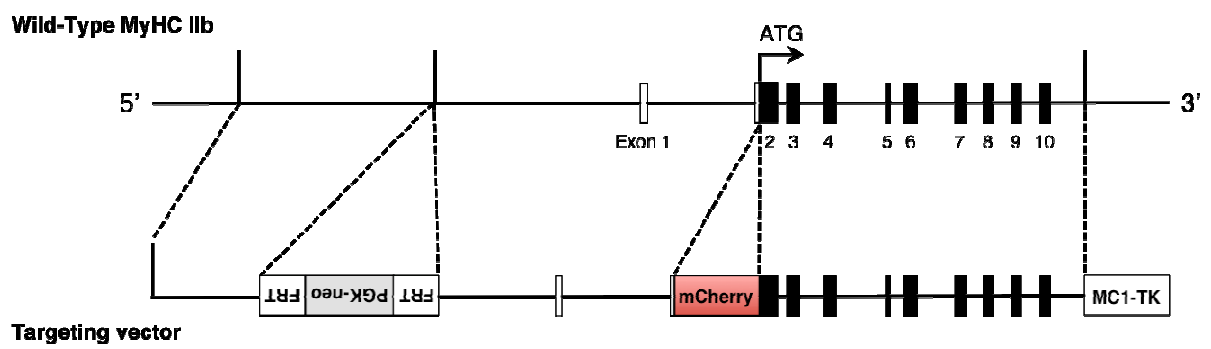 Wild-Type MyHC IIb
ATG
5’ 3’
Exon 1 2 3 4 5 6 7 8 9 10
FRT PGK-neo FRT mCherry MC1-TK
Targeting vector